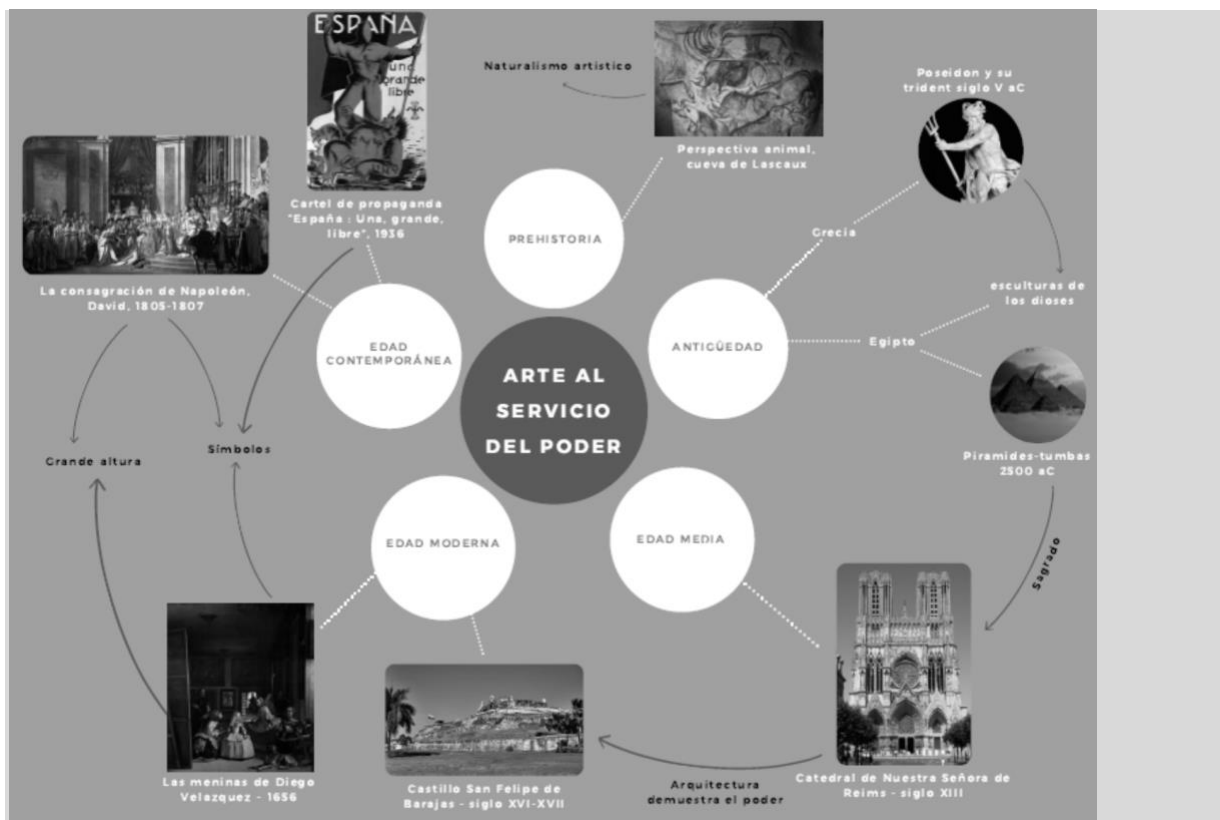 ESPAÑA
una
grande
libre
Naturalismo artistico
Poseidon y su
trident siglo V aC
Perspectiva animal,
cueva de Lascaux
Cartel de propaganda
"España : Una, grande,
libre", 1936
PREHISTORIA
Grecia
La consagración de Napoleón,
David, 1805-1807
esculturas de
los dioses
EDAD
CONTEMPORÁNEA
ANTIGÜEDAD
Egipto
ARTE AL
SERVICIO
DEL PODER
Grande altura
Símbolos
Piramides-tumbas
2500 aC
EDAD MODERNA
EDAD MEDIA
Sagrado
Las meninas de Diego
Velazquez - 1656
Castillo San Felipe de
Barajas - siglo XVI-XVII
Arquitectura
demuestra el poder
Catedral de Nuestra Señora de
Reims - siglo XIII